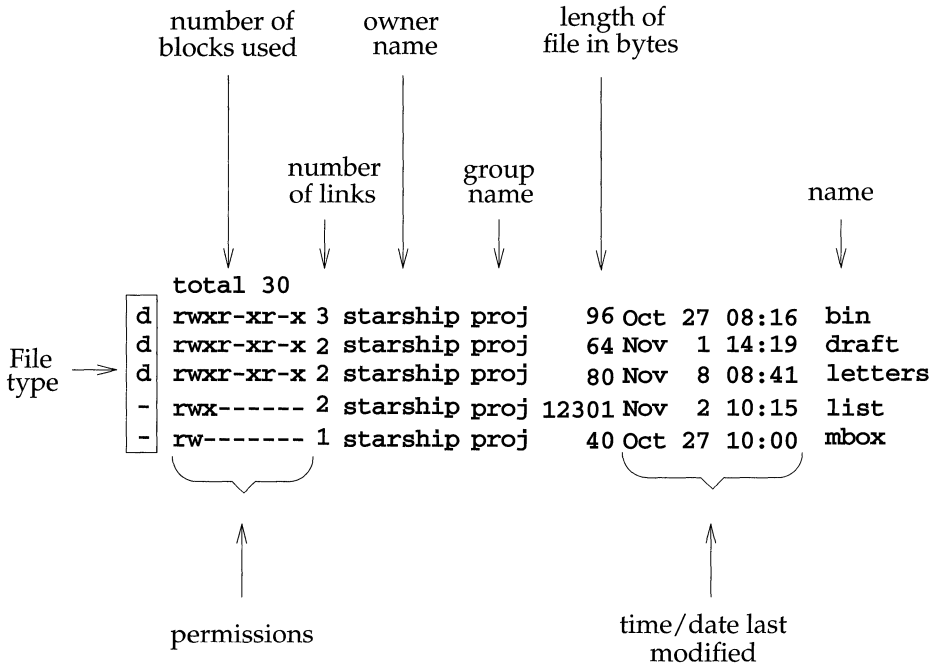 number of
blocks used
owner
name
length of
file in bytes
number
of links
group
name
name
total 30
d rwxr-xr-x 3 starship proj 96 Oct 27 08:16 bin
d rwxr-xr-x 2 starship proj 64 Nov 1 14:19 draft
d rwxr-xr-x 2 starship proj 80 Nov 8 08:41 letters
- rwx------ 2 starship proj 12301 Nov 2 10:15 list
- rw------- 1 starship proj 40 Oct 27 10:00 mbox
File
type
permissions
time/date last
modified